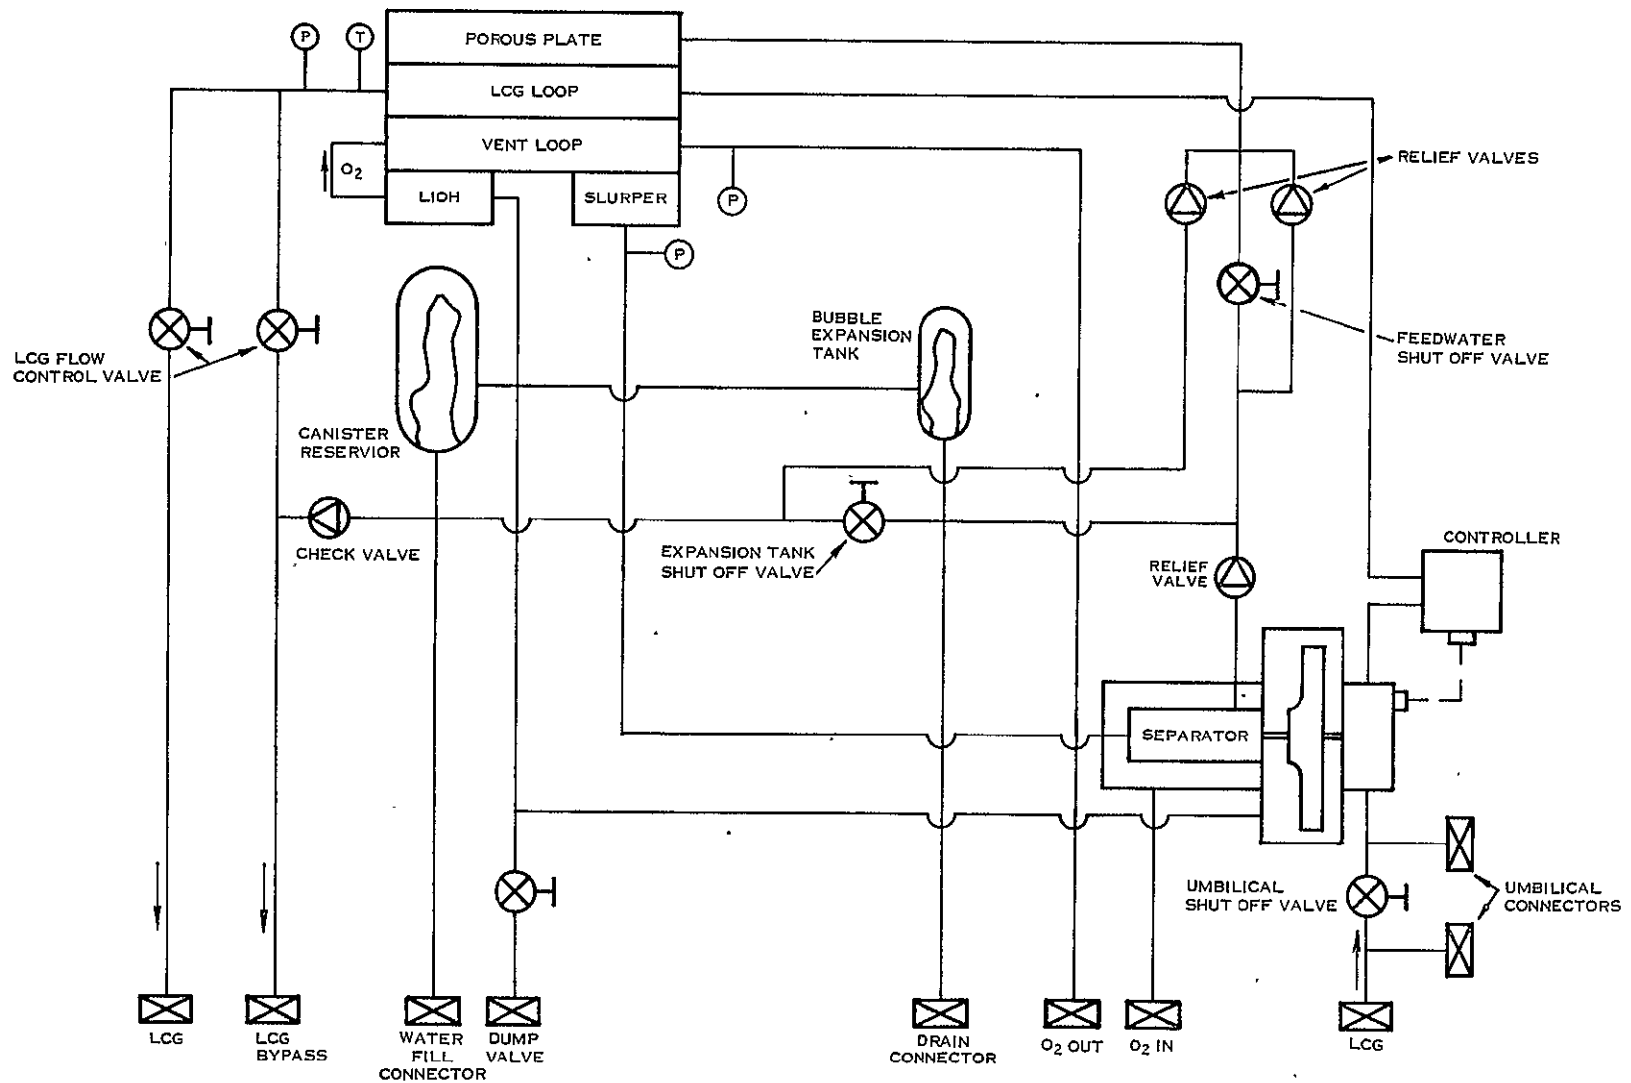 P
T
POROUS PLATE
LCG LOOP
VENT LOOP
O2
LIOH
SLURPER
P
P
RELIEF VALVES
FEEDWATER
SHUT OFF VALVE
BUBBLE
EXPANSION
TANK
LCG FLOW
CONTROL VALVE
CANISTER
RESERVIOR
CHECK VALVE
EXPANSION TANK
SHUT OFF VALVE
RELIEF
VALVE
CONTROLLER
SEPARATOR
UMBILICAL
SHUT OFF VALVE
UMBILICAL
CONNECTORS
LCG
LCG
BYPASS
WATER
FILL
CONNECTOR
DUMP
VALVE
DRAIN
CONNECTOR
O2 OUT
O2 IN
LCG